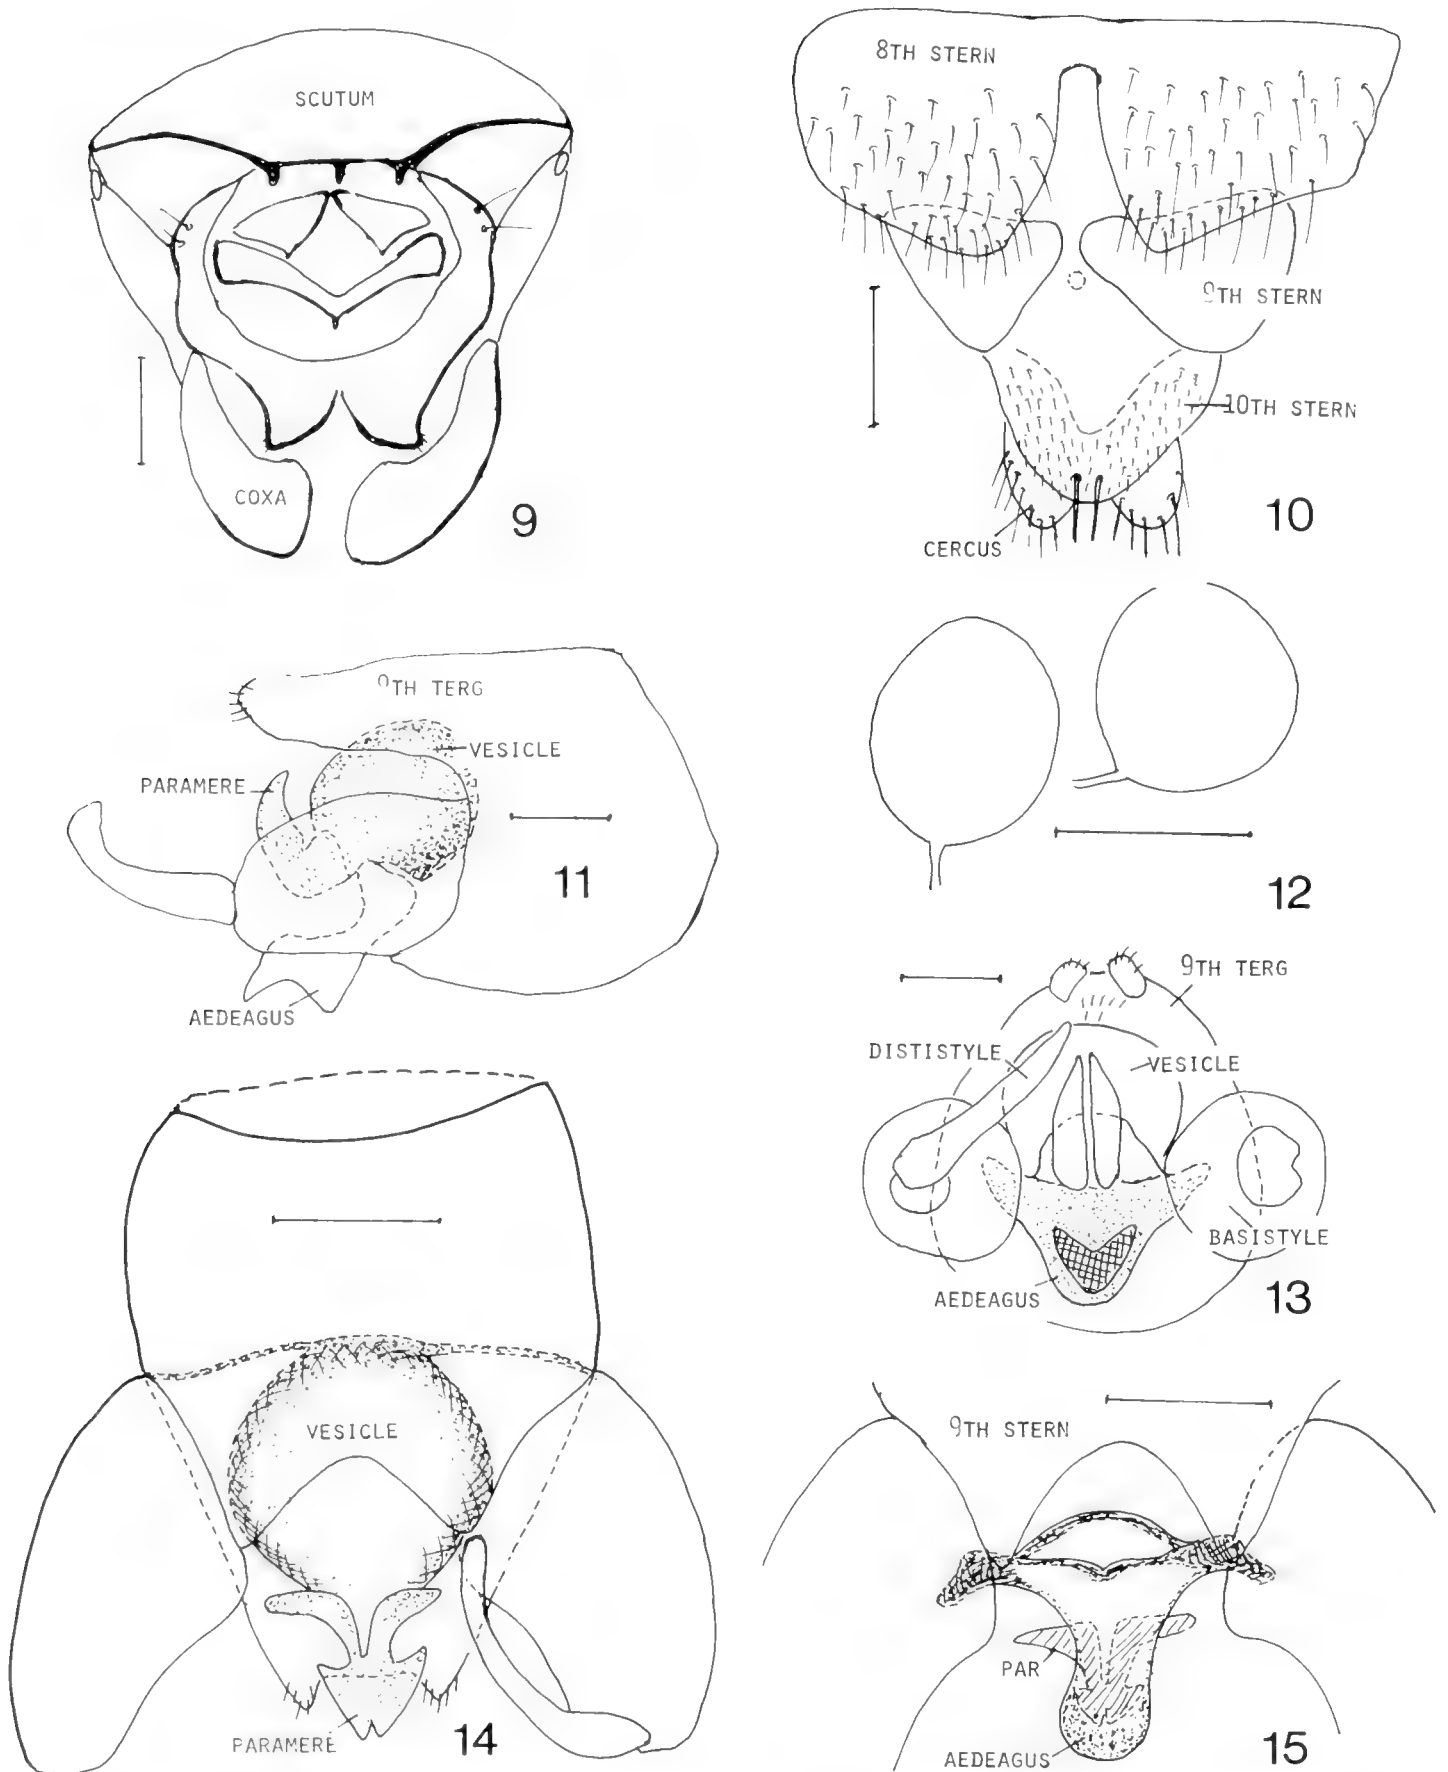 SCUTUM
COXA
9
8TH STERN
9TH STERN
10TH STERN
CERCUS
10
9TH TERG
VESICLE
PARAMERE
AEDEAGUS
11
12
9TH TERG
DISTISTYLE
VESICLE
BASISTYLE
AEDEAGUS
13
VESICLE
PARAMERE
14
9TH STERN
PAR
AEDEAGUS
15